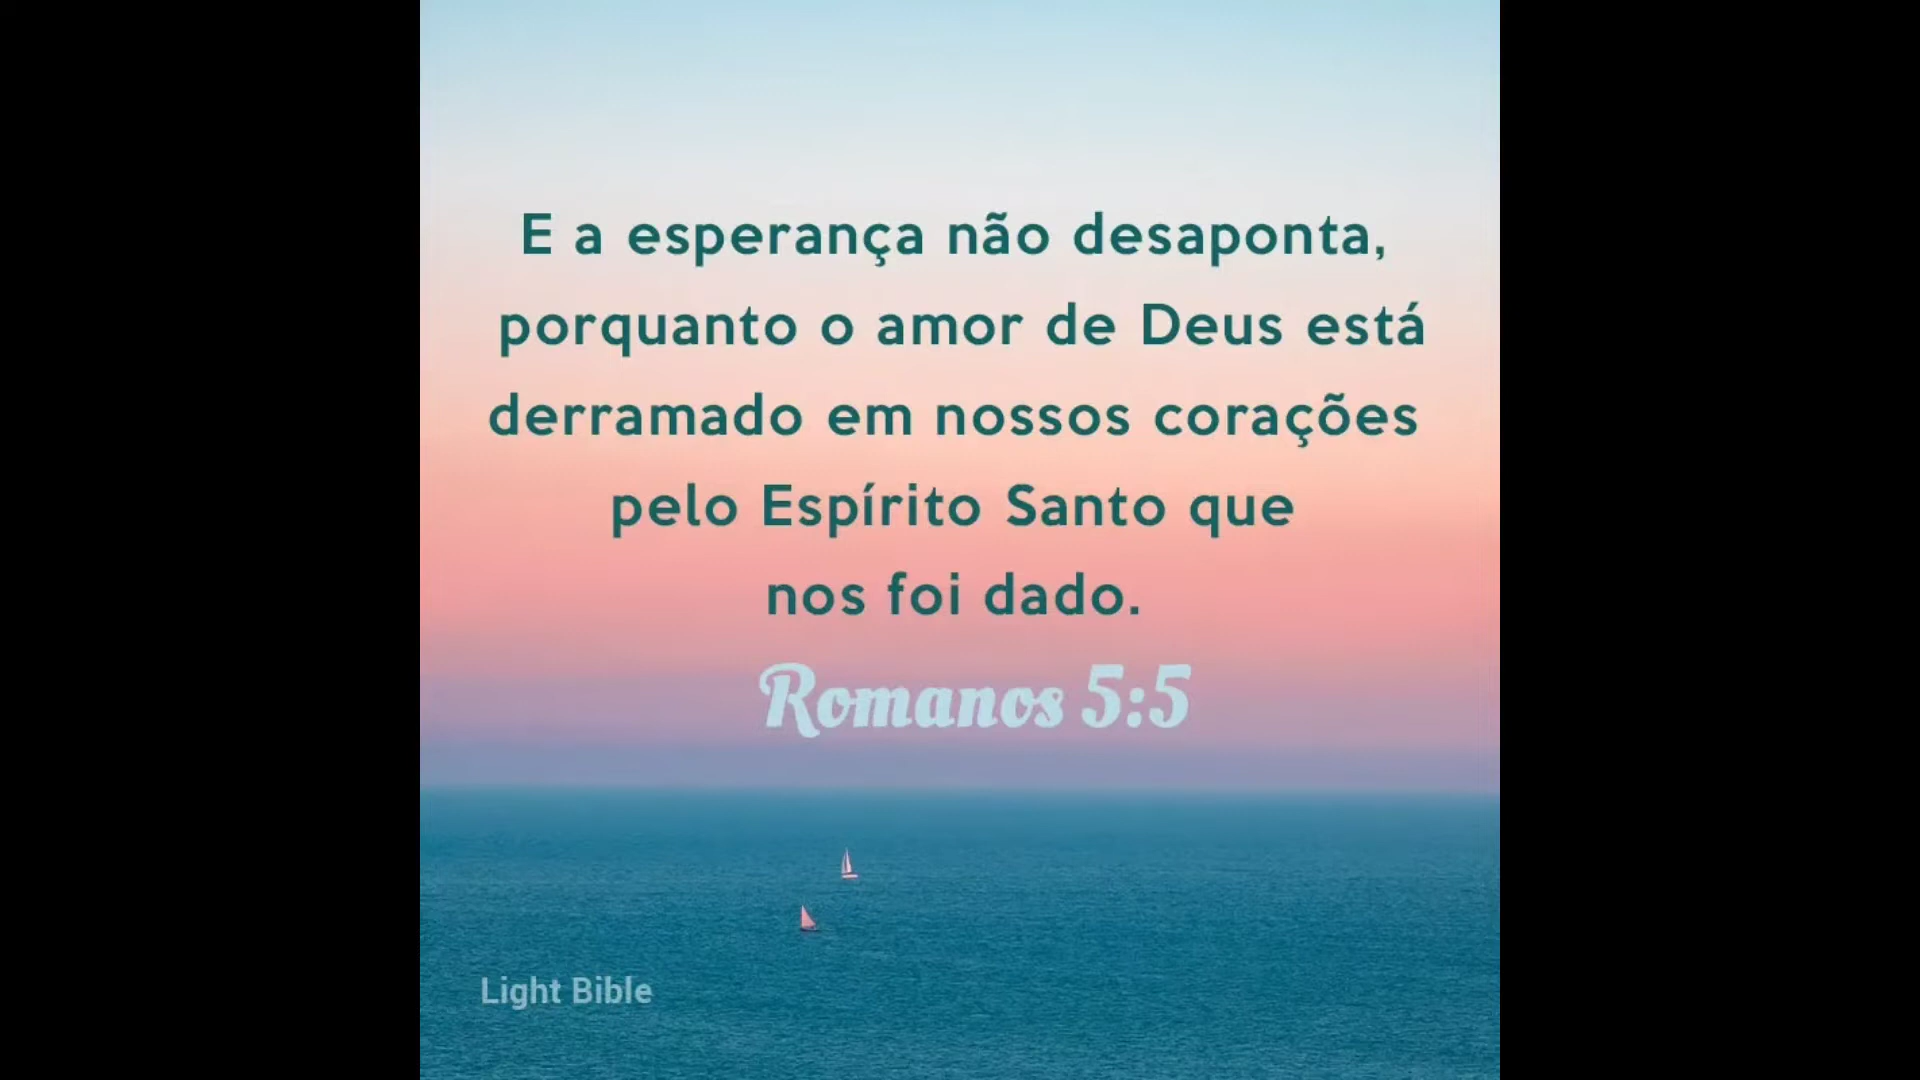 E a esperança não desaponta,
porquanto o amor de Deus está
derramado em nossos corações
pelo Espírito Santo que
nos foi dado.
Romanos 5:5
Light Bible